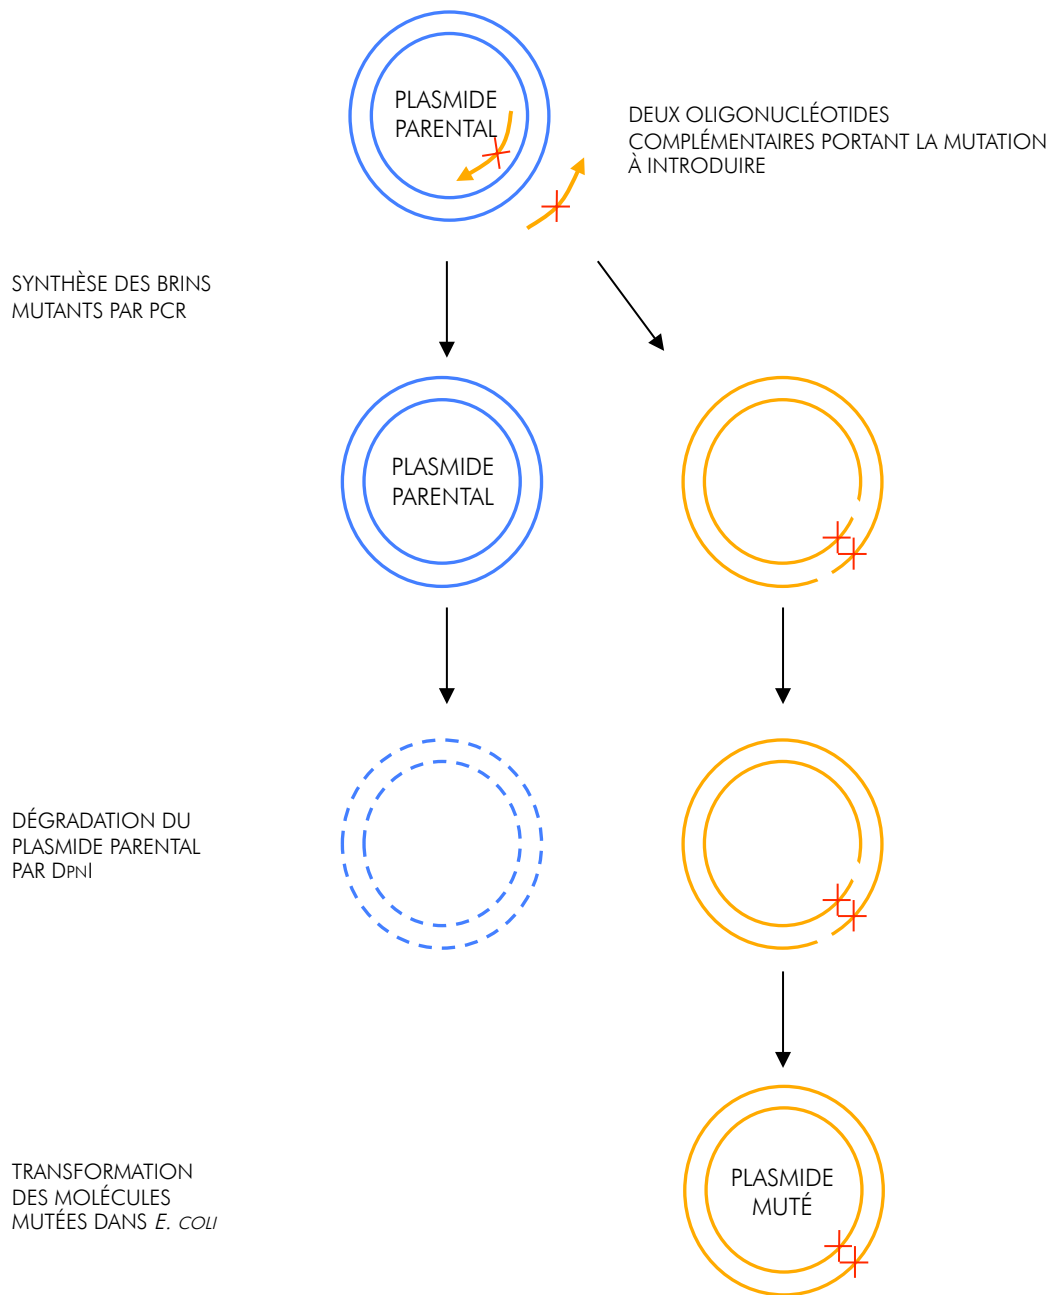 PLASMIDE
PARENTAL
DEUX OLIGONUCLÉOTIDES
COMPLÉMENTAIRES PORTANT LA MUTATION
À INTRODUIRE
SYNTHÈSE DES BRINS
MUTANTS PAR PCR
PLASMIDE
PARENTAL
DÉGRADATION DU
PLASMIDE PARENTAL
PAR DPNI
TRANSFORMATION
DES MOLÉCULES
MUTÉES DANS E. COLI
PLASMIDE
MUTÉ